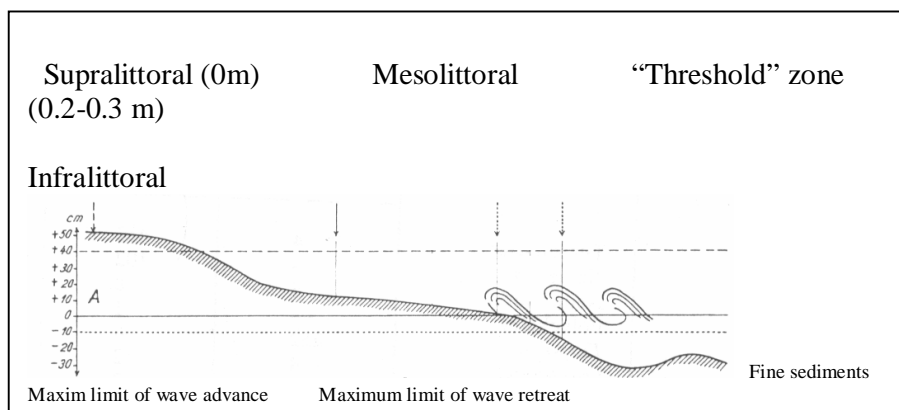 Supralittoral (0m) Mesolittoral “Threshold” zone
(0.2-0.3 m)
Infralittoral
cm
+50
+40
+30
+20
A
+10
0
-10
-20
-30
Fine sediments
Maxim limit of wave advance Maximum limit of wave retreat